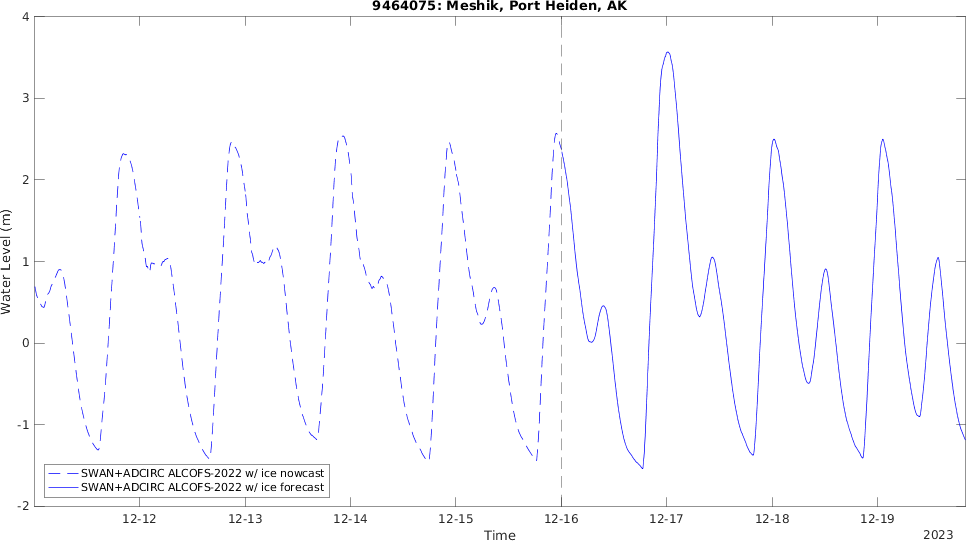 9464075: Meshik, Port Heiden, AK
Water Level (m)
4
3
2
1
0
-1
-2
SWAN+ADCIRC ALCOFS-2022 w/ ice nowcast
SWAN+ADCIRC ALCOFS-2022 w/ ice forecast
12-12 12-13 12-14 12-15 12-16 12-17 12-18 12-19
Time
2023